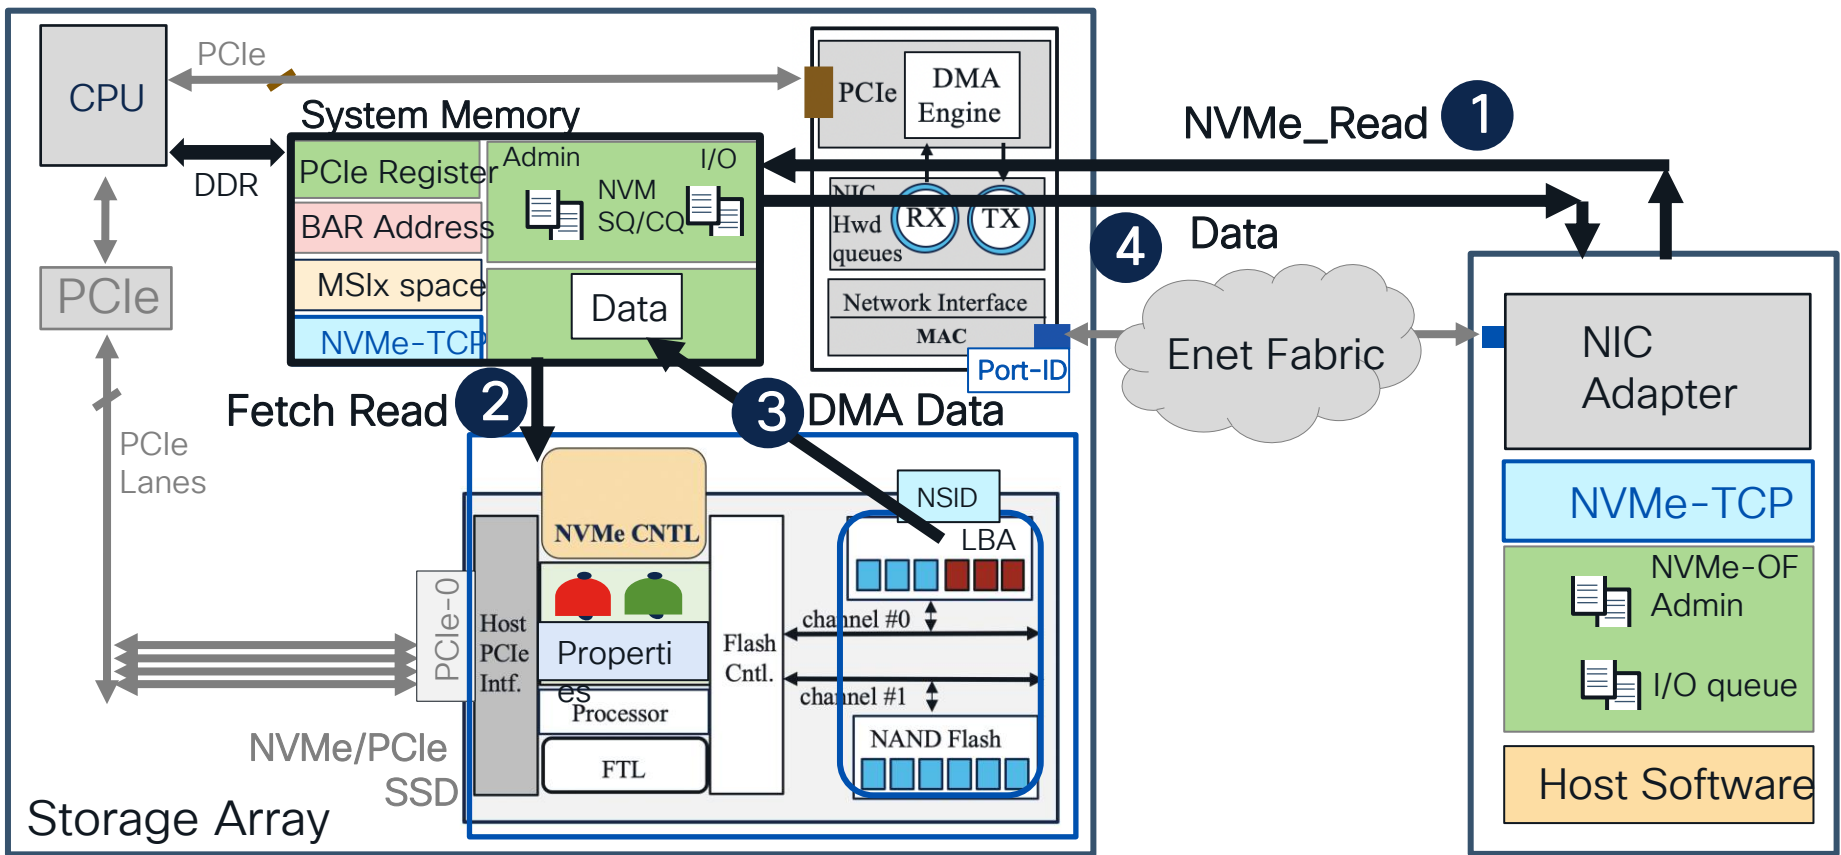 CPU
PCIe
System Memory
DDR
PCIe Register
BAR Address
MSIx space
NVMe-TCP
Admin
I/O
NVM
SQ/CQ
Data
PCIe
DMA
Engine
NIC
Hwd
queues
RX
TX
Network Interface
MAC
Port-ID
NVMe_Read
1
4
Data
Enet Fabric
PCIe
PCIe
Lanes
Fetch Read
2
3
DMA Data
NVMe CNTL
NSID
LBA
PCIe-0
Host
PCIe
Intf.
Properti
es
Processor
FTL
Flash
Cntl.
channel #0
channel #1
NAND Flash
NVMe/PCIe
SSD
Storage Array
NIC
Adapter
NVMe-TCP
NVMe-OF
Admin
I/O queue
Host Software